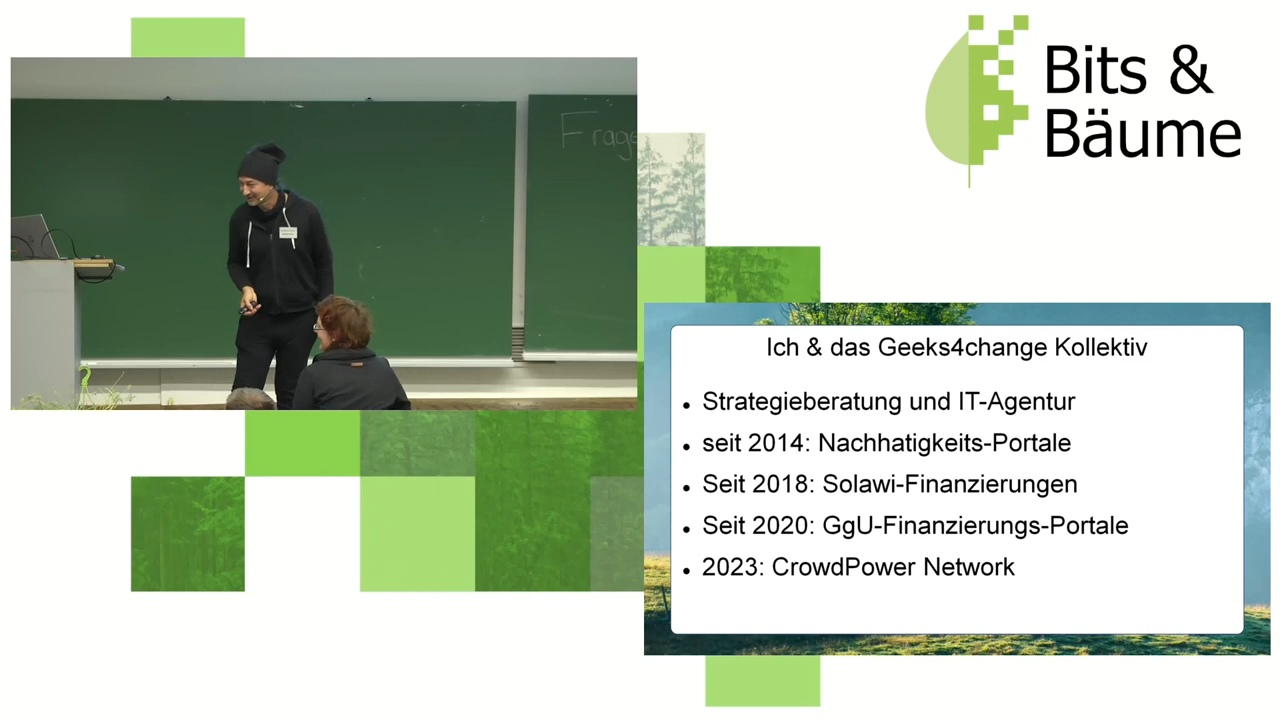 Bits &
Bäume
Frage
Ich & das Geeks4change Kollektiv
Strategieberatung und IT-Agentur
seit 2014: Nachhatigkeits-Portale
Seit 2018: Solawi-Finanzierungen
Seit 2020: GgU-Finanzierungs-Portale
2023: CrowdPower Network